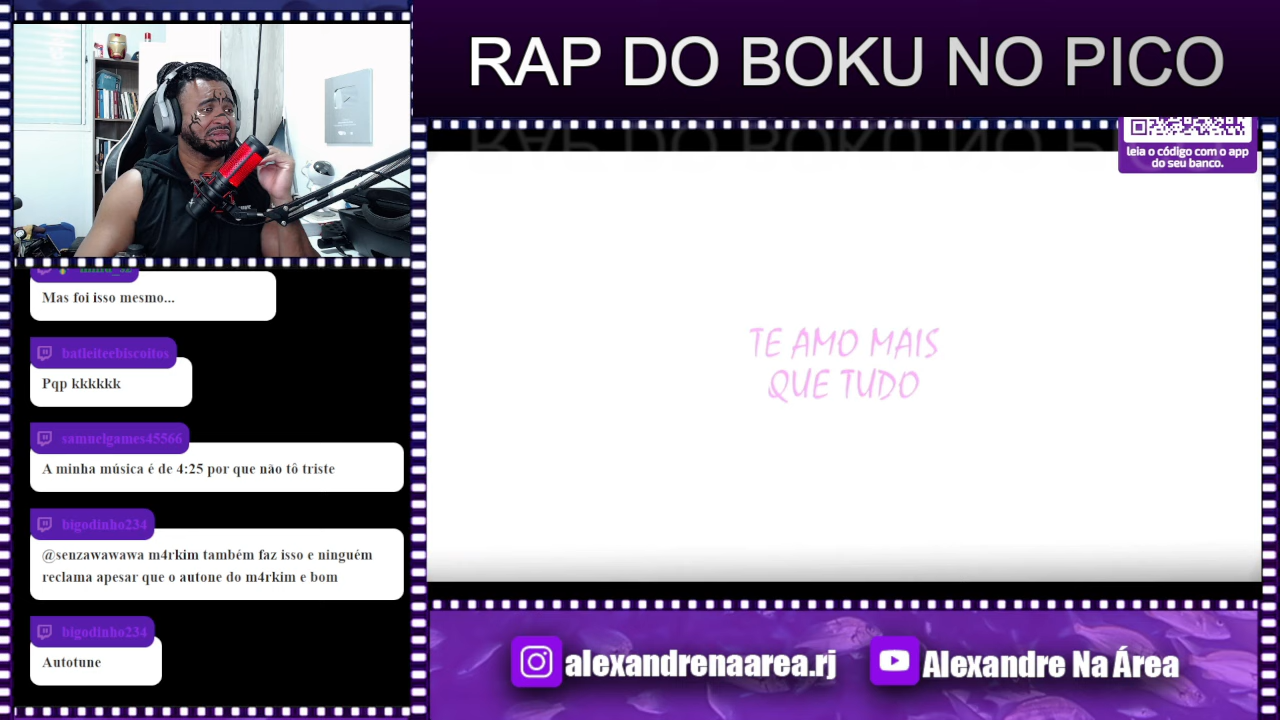 RAP DO BOKU NO PICO
leia o código com o app
do seu banco.
TE AMO MAIS
QUE TUDO
Mas foi isso mesmo...
batleiteebiscoitos
Pqp kkkkkk
samuelgames45566
A minha música é de 4:25 por que não tô triste
bigodinho234
@senzawawawa m4rkim também faz isso e ninguém
reclama apesar que o autone do m4rkim e bom
bigodinho234
Autotune
alexandrenaarea.rj
Alexandre Na Área